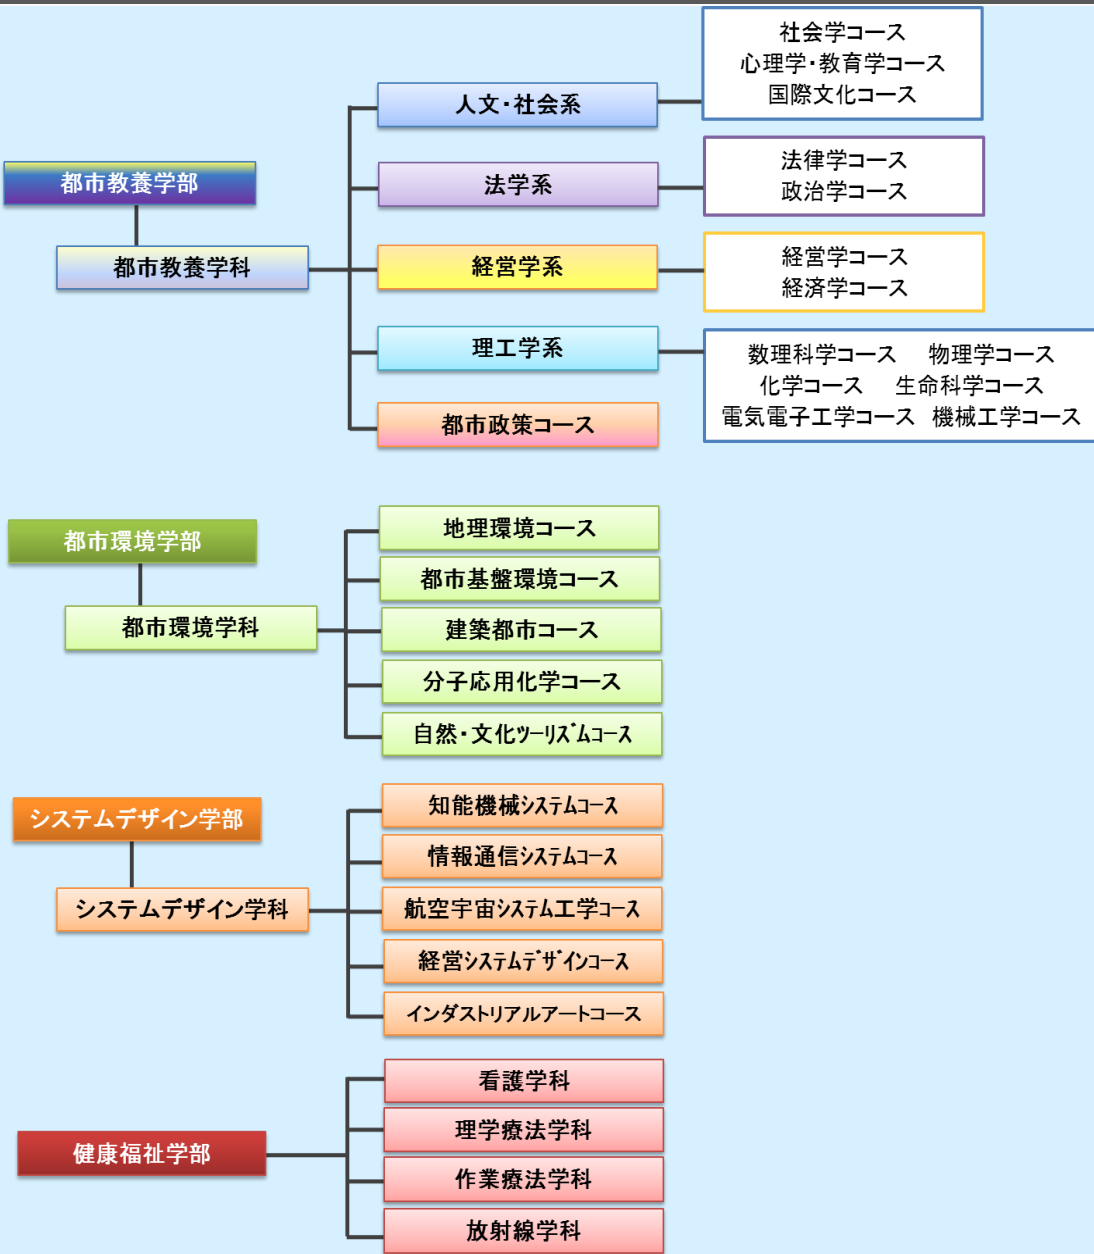 社会学コース
心理学・教育学コース
国際文化コース
人文・社会系
法律学コース
政治学コース
法学系
都市教養学部
都市教養学科
経営学系
経営学コース
経済学コース
理工学系
数理科学コース 物理学コース
化学コース 生命科学コース
電気電子工学コース 機械工学コース
都市政策コース
都市環境学部
都市環境学科
地理環境コース
都市基盤環境コース
建築都市コース
分子応用化学コース
自然・文化ﾂｰﾘｽﾞﾑｺｰｽ
システムデザイン学部
システムデザイン学科
知能機械ｼｽﾃﾑｺｰｽ
情報通信ｼｽﾃﾑｺｰｽ
航空宇宙ｼｽﾃﾑ工学ｺｰｽ
経営ｼｽﾃﾑﾃﾞｻﾞｲﾝｺｰｽ
インダストリアルアートコース
健康福祉学部
看護学科
理学療法学科
作業療法学科
放射線学科